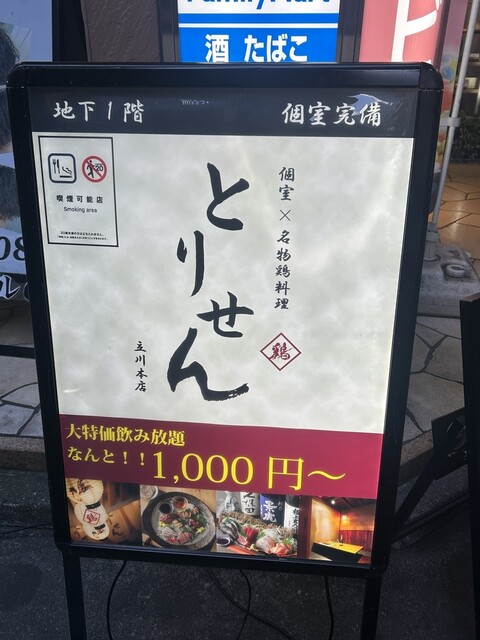 FamilyMart
酒 たばこ
地下1階
個室完備
喫煙可能店
Smoking area
個室×名物鶏料理
とりせん
鶏
立川本店
大特価飲み放題
なんと!!1,000円〜
鶏